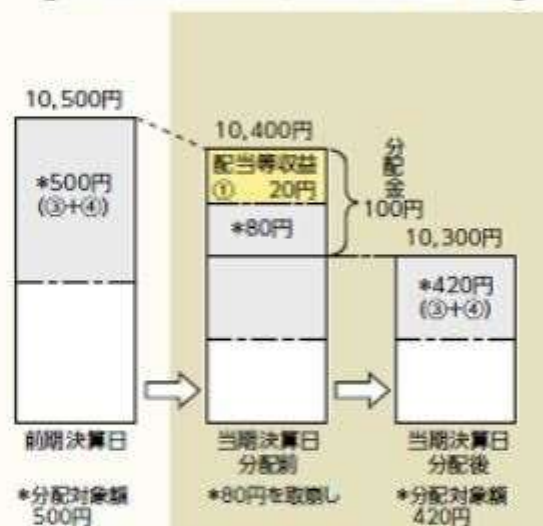 10,500円
*500円
(③+④)
前期決算日
*分配対象額
500円
10,400円
配当等収益
① 20円
*80円
分配金
100円
当期決算日
分配前
*80円を取崩し
10,300円
*420円
(③+④)
当期決算日
分配後
*分配対象額
420円